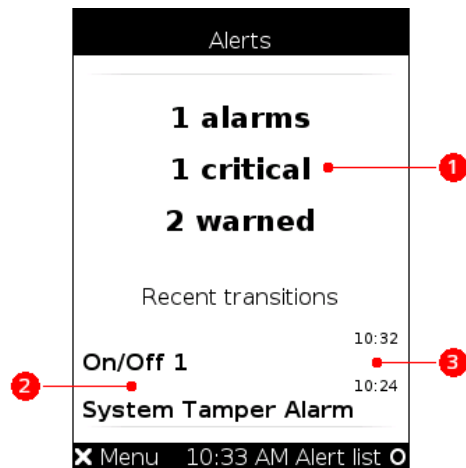 Alerts
1 alarms
1 critical
1
2 warned
Recent transitions
10:32
On/Off 1
3
2
10:24
System Tamper Alarm
X Menu 10:33 AM Alert list O